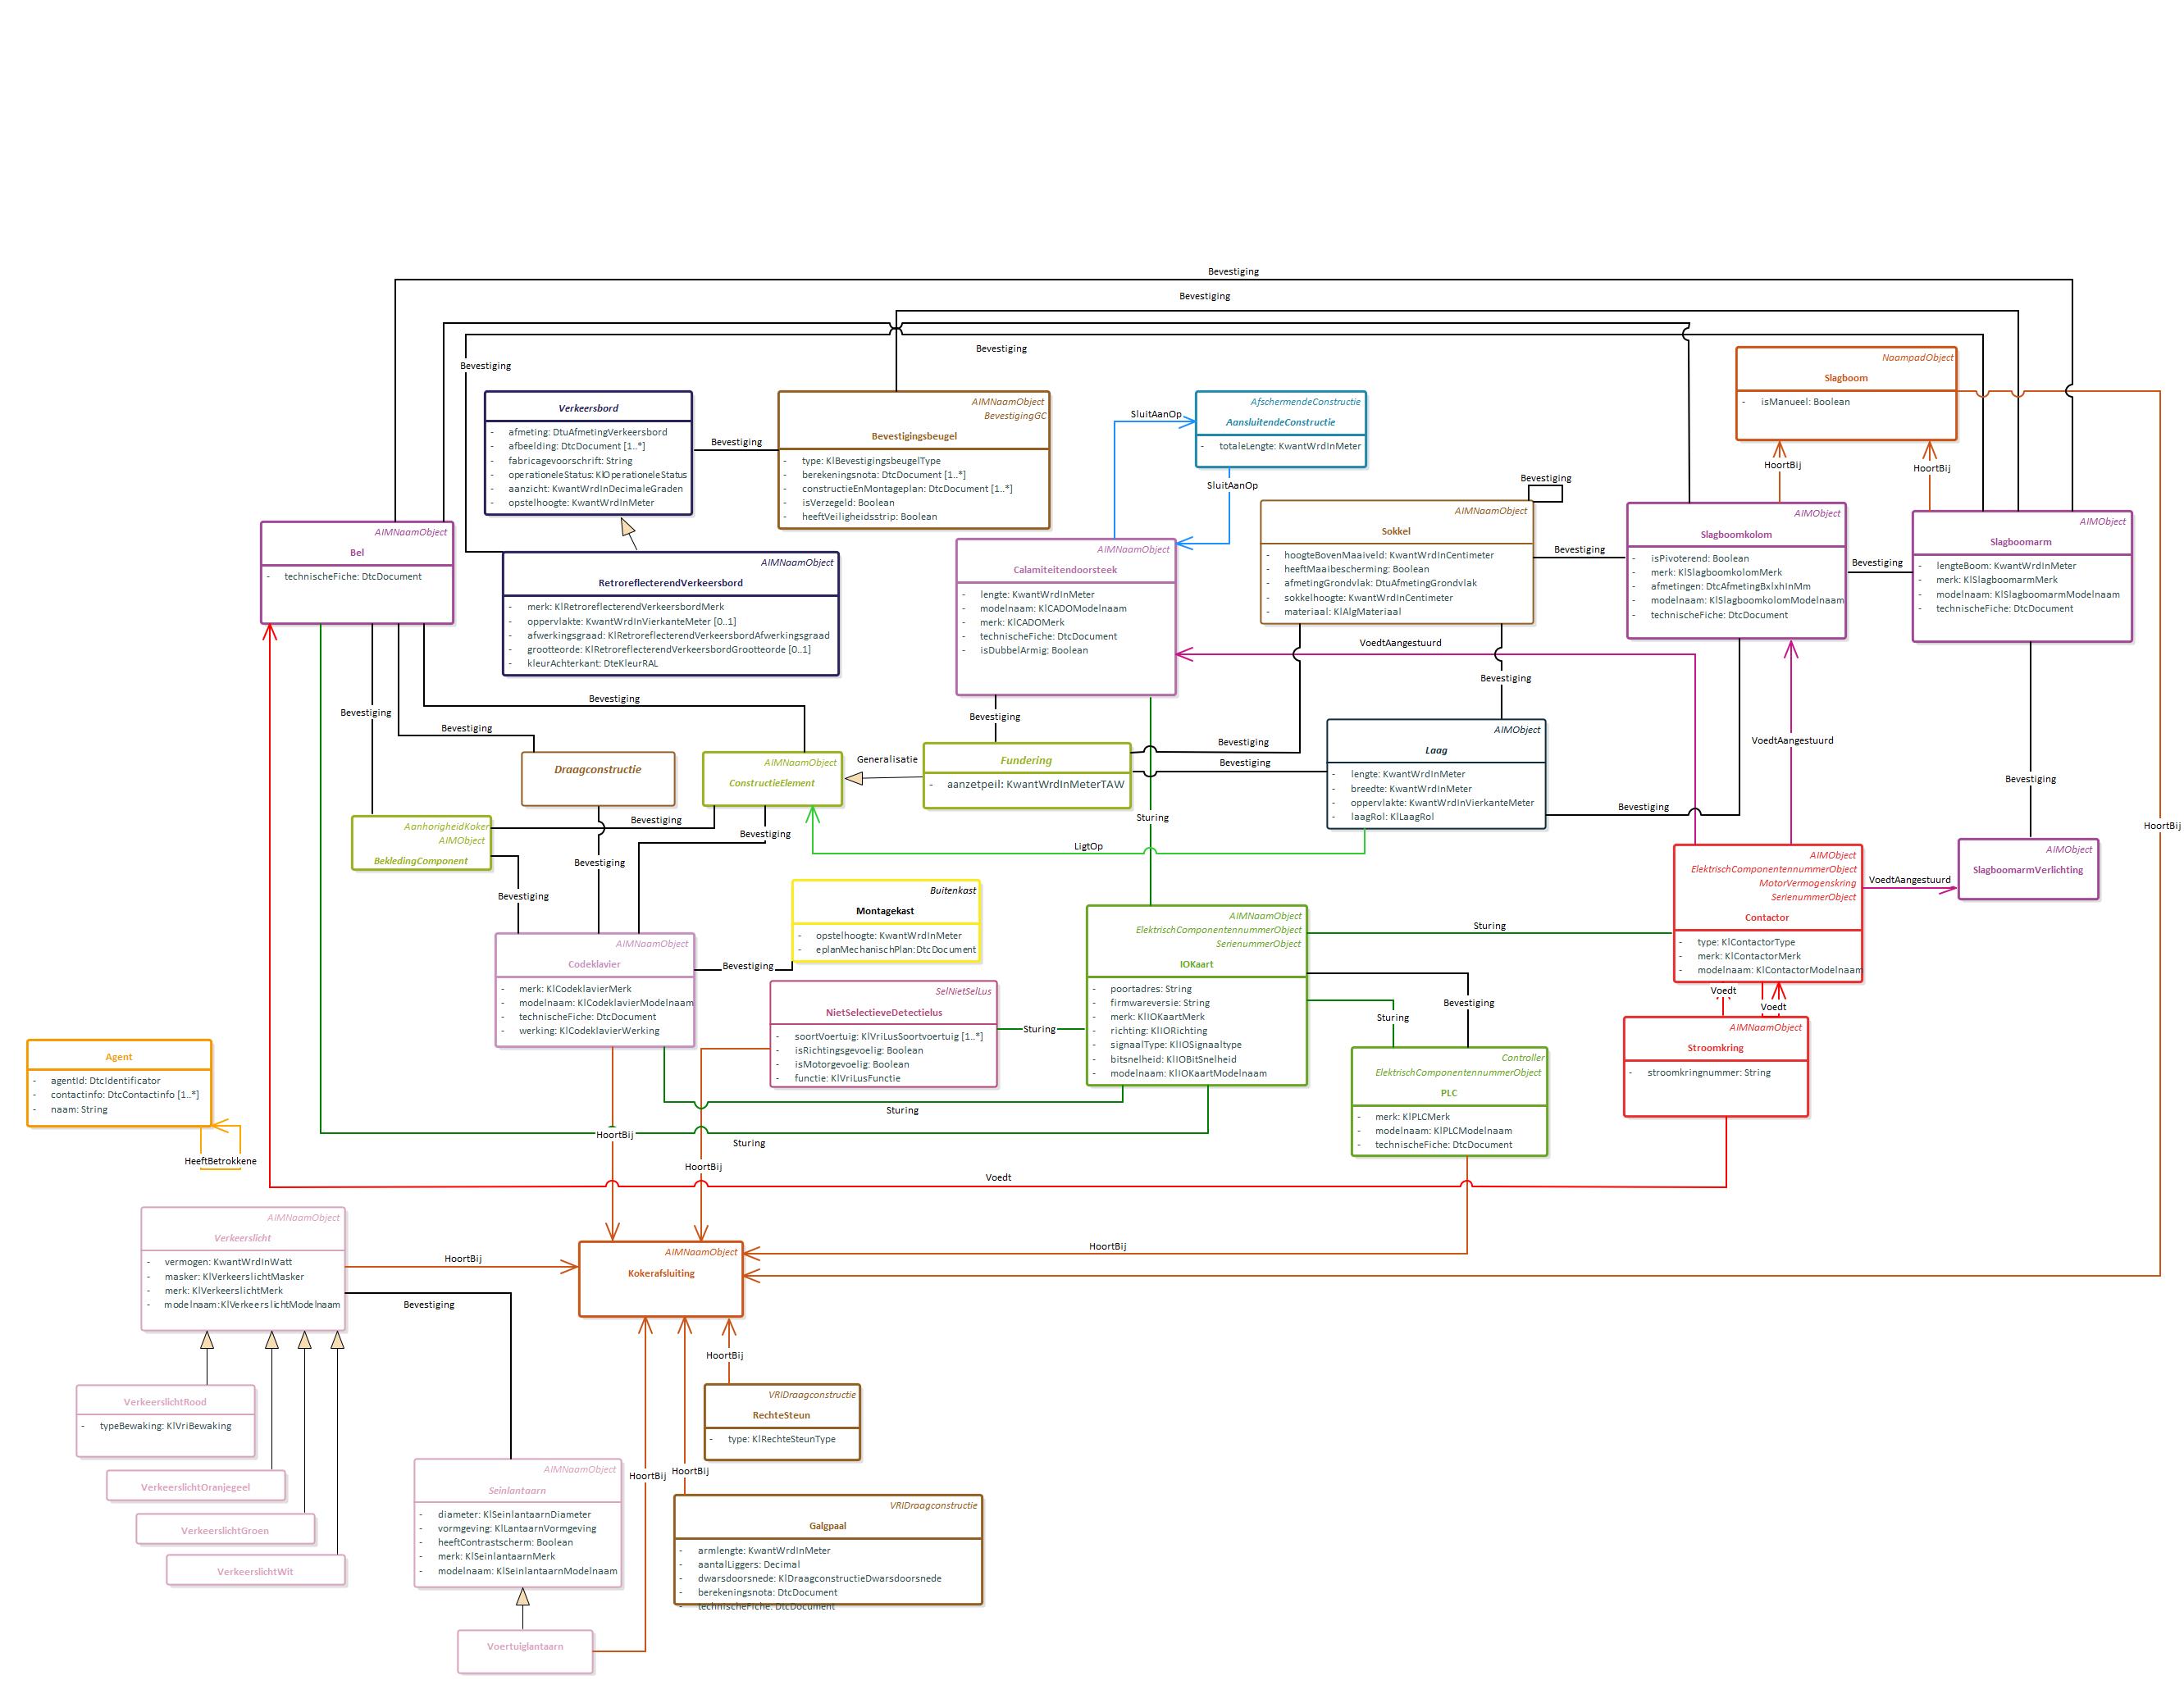 Bevestiging
Bevestiging
Bevestiging
Bevestiging
NaampadObject
Slagboom
- isManueel: Boolean
Verkeersbord
- afmeting: DtuAfmetingVerkeersbord
- afbeelding: DtcDocument [1..*]
- fabricagevoorschrift: String
- operationeleStatus: KlOperationeleStatus
- aanzicht: KwantWrdInDecimaleGraden
- opstelhoogte: KwantWrdInMeter
Bevestiging
AIMNaamObject
BevestigingGC
Bevestigingsbeugel
- type: KlBevestigingsbeugelType
- berekeningsnota: DtcDocument [1..*]
- constructieEnMontageplan: DtcDocument [1..*]
- isVerzegeld: Boolean
- heeftVeiligheidsstrip: Boolean
SluitAanOp
AfschermendeConstructie
AansluitendeConstructie
- totaleLengte: KwantWrdInMeter
SluitAanOp
HoortBij
HoortBij
Bevestiging
AIMNaamObject
Bel
- technischeFiche: DtcDocument
AIMNaamObject
RetroreflecterendVerkeersbord
- merk: KlRetroreflecterendVerkeersbordMerk
- oppervlakte: KwantWrdInVierkanteMeter [0..1]
- afwerkingsgraad: KlRetroreflecterendVerkeersbordAfwerkingsgraad
- grootteorde: KlRetroreflecterendVerkeersbordGrootteorde [0..1]
- kleurAchterkant: DteKleurRAL
AIMNaamObject
Calamiteitendoorsteek
- lengte: KwantWrdInMeter
- modelnaam: KlCADOModelnaam
- merk: KlCADOMerk
- technischeFiche: DtcDocument
- isDubbelArmig: Boolean
AIMNaamObject
Sokkel
- hoogteBovenMaaiveld: KwantWrdInCentimeter
- heeftMaaibescherming: Boolean
- afmetingGrondvlak: DtuAfmetingGrondvlak
- sokkelhoogte: KwantWrdInCentimeter
- materiaal: KlAlgMateriaal
Bevestiging
AIMObject
Slagboomkolom
- isPivoterend: Boolean
- merk: KlSlagboomkolomMerk
- afmetingen: DtcAfmetingBxlxhInMm
- modelnaam: KlSlagboomkolomModelnaam
- technischeFiche: DtcDocument
Bevestiging
AIMObject
Slagboomarm
- lengteBoom: KwantWrdInMeter
- merk: KlSlagboomarmMerk
- modelnaam: KlSlagboomarmModelnaam
- technischeFiche: DtcDocument
VoedtAangestuurd
Bevestiging
Bevestiging
Bevestiging
Bevestiging
Bevestiging
Bevestiging
Bevestiging
VoedtAangestuurd
Generalisatie
Bevestiging
Draagconstructie
AIMNaamObject
ConstructieElement
Fundering
- aanzetpeil: KwantWrdInMeterTAW
AIMObject
Laag
- lengte: KwantWrdInMeter
- breedte: KwantWrdInMeter
- oppervlakte: KwantWrdInVierkanteMeter
- laagRol: KlLaagRol
Bevestiging
Bevestiging
Sturing
HoortBij
AanhorigheidKoker
AIMObject
BekledingComponent
Bevestiging
Bevestiging
LigtOp
Bevestiging
Bevestiging
AIMObject
ElektrischComponentennummerObject
MotorVermogenskring
SerienummerObject
Contactor
- type: KlContactorType
- merk: KlContactorMerk
- modelnaam: KlContactorModelnaam
VoedtAangestuurd
AIMObject
SlagboomarmVerlichting
Buitenkast
Montagekast
- opstelhoogte: KwantWrdInMeter
- eplanMechanischPlan: DtcDocument
AIMNaamObject
Codeklavier
- merk: KlCodeklavierMerk
- modelnaam: KlCodeklavierModelnaam
- technischeFiche: DtcDocument
- werking: KlCodeklavierWerking
Bevestiging
AIMNaamObject
ElektrischComponentennummerObject
SerienummerObject
IOKaart
- poortadres: String
- firmwareversie: String
- merk: KlIOKaartMerk
- richting: KlIORichting
- signaalType: KlIOSignaaltype
- bitsnelheid: KlIOBitSnelheid
- modelnaam: KlIOKaartModelnaam
Sturing
SelNietSelLus
NietSelectieveDetectielus
- soortVoertuig: KlVriLusSoortvoertuig [1..*]
- isRichtingsgevoelig: Boolean
- isMotorgevoelig: Boolean
- functie: KlVriLusFunctie
Sturing
Bevestiging
Sturing
Voedt
Voedt
AIMNaamObject
Stroomkring
- stroomkringnummer: String
Controller
ElektrischComponentennummerObject
PLC
- merk: KlPLCMerk
- modelnaam: KlPLCModelnaam
- technischeFiche: DtcDocument
Agent
- agentId: DtcIdentificator
- contactinfo: DtcContactinfo [1..*]
- naam: String
HeeftBetrokkene
Sturing
HoortBij
Sturing
HoortBij
Voedt
AIMNaamObject
Verkeerslicht
- vermogen: KwantWrdInWatt
- masker: KlVerkeerslichtMasker
- merk: KlVerkeerslichtMerk
- modelnaam:KlVerkeerslichtModelnaam
HoortBij
AIMNaamObject
Kokerafsluiting
HoortBij
Bevestiging
HoortBij
VerkeerslichtRood
- typeBewaking: KlVriBewaking
VRIDraagconstructie
RechteSteun
- type: KlRechteSteunType
HoortBij
HoortBij
VerkeerslichtOranjegeel
VerkeerslichtGroen
VerkeerslichtWit
AIMNaamObject
Seinlantaarn
- diameter: KlSeinlantaarnDiameter
- vormgeving: KlLantaarnVormgeving
- heeftContrastscherm: Boolean
- merk: KlSeinlantaarnMerk
- modelnaam: KlSeinlantaarnModelnaam
VRIDraagconstructie
Galgpaal
- armlengte: KwantWrdInMeter
- aantalLiggers: Decimal
- dwarsdoorsnede: KlDraagconstructieDwarsdoorsnede
- berekeningsnota: DtcDocument
- technischeFiche: DtcDocument
Voertuiglantaarn